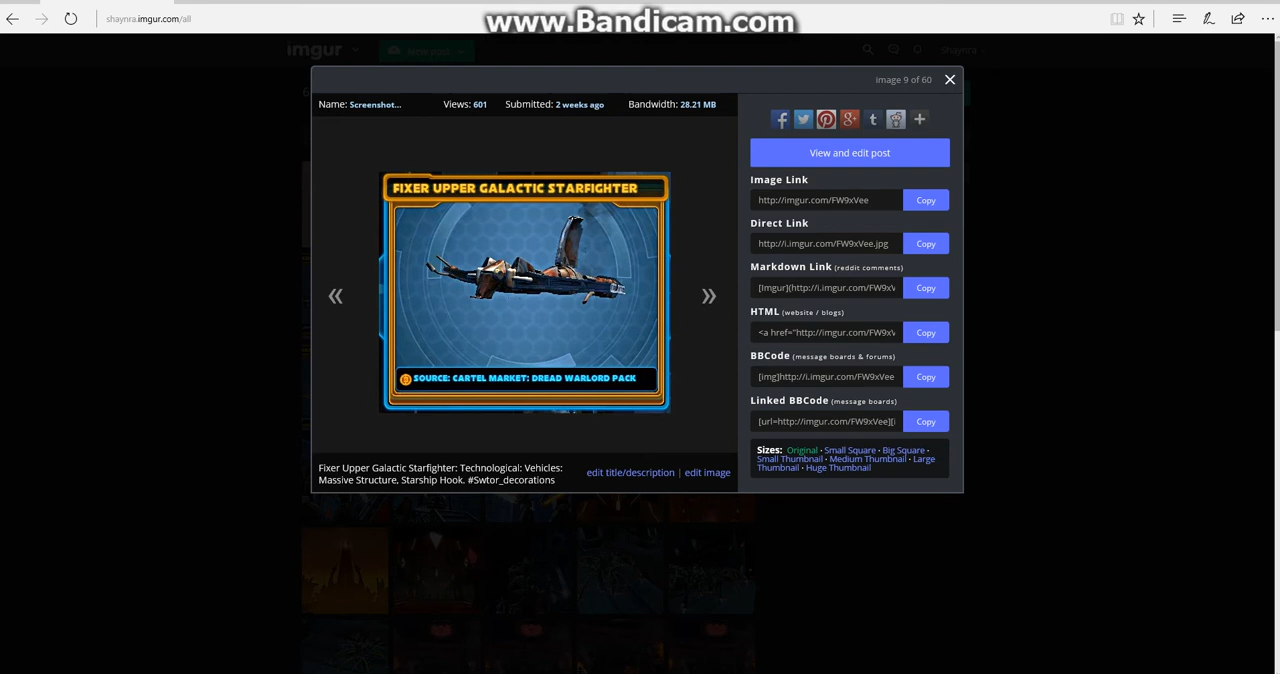 shaynra.imgur.com/all
www.Bandicam.com
imgur
New post
Shaynra
image 9 of 60
Name: Screenshot...
Views: 601
Submitted: 2 weeks ago
Bandwidth: 28.21 MB
FIXER UPPER GALACTIC STARFIGHTER
SOURCE: CARTEL MARKET: DREAD WARLORD PACK
Fixer Upper Galactic Starfighter: Technological: Vehicles:
Massive Structure, Starship Hook. #Swtor_decorations
edit title/description | edit image
View and edit post
Image Link
http://imgur.com/FW9xVee
Copy
Direct Link
http://i.imgur.com/FW9xVee.jpg
Copy
Markdown Link (reddit comments)
[Imgur](http://i.imgur.com/FW9xV
Copy
HTML (website / blogs)
<a href="http://imgur.com/FW9xV
Copy
BBCode (message boards & forums)
[img]http://i.imgur.com/FW9xVee
Copy
Linked BBCode (message boards)
[url=http://imgur.com/FW9xVee][i
Copy
Sizes: Original · Small Square · Big Square ·
Small Thumbnail · Medium Thumbnail · Large
Thumbnail · Huge Thumbnail